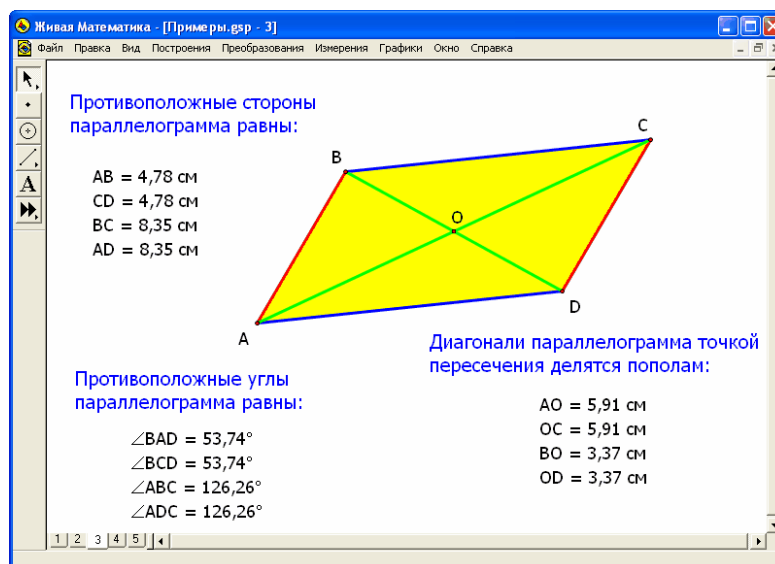 Живая Математика - [Примеры.gsp - 3]
Файл Правка Вид Построения Преобразования Измерения Графики Окно Справка
Противоположные стороны
параллелограмма равны:
AB = 4,78 см
CD = 4,78 см
BC = 8,35 см
AD = 8,35 см
B
C
O
A
D
A
Диагонали параллелограмма точкой
пересечения делятся пополам:
AO = 5,91 см
OC = 5,91 см
BO = 3,37 см
OD = 3,37 см
Противоположные углы
параллелограмма равны:
∠BAD = 53,74°
∠BCD = 53,74°
∠ABC = 126,26°
∠ADC = 126,26°
1 2 3 4 5